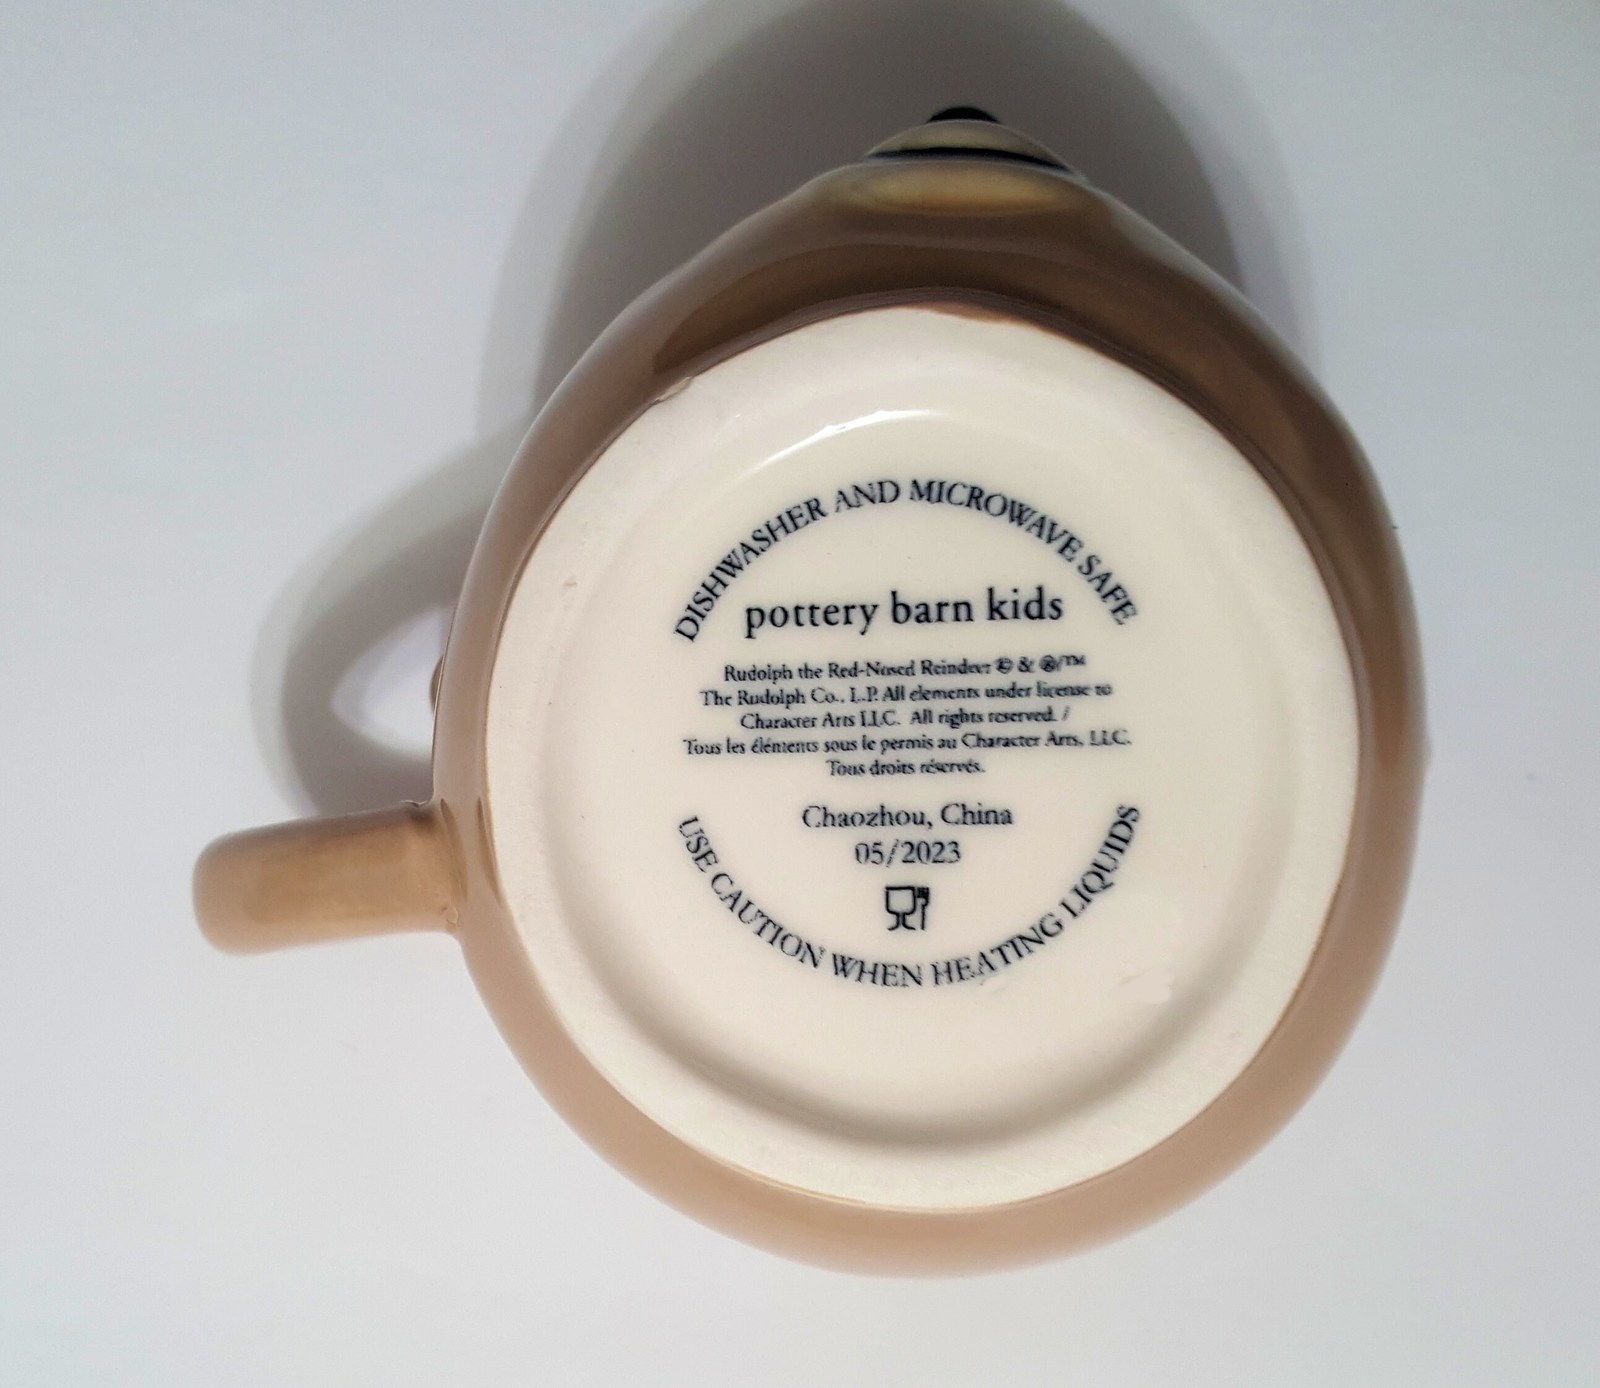 DISHWASHER AND MICROWAVE SAFE
pottery barn kids
Rudolph the Red-Nosed Reindeer © & ®/™
The Rudolph Co., L.P. All elements under license to
Character Arts LLC. All rights reserved. /
Tous les éléments sous le permis au Character Arts, LLC.
Tous droits réservés.
Chaozhou, China
05/2023
USE CAUTION WHEN HEATING LIQUIDS